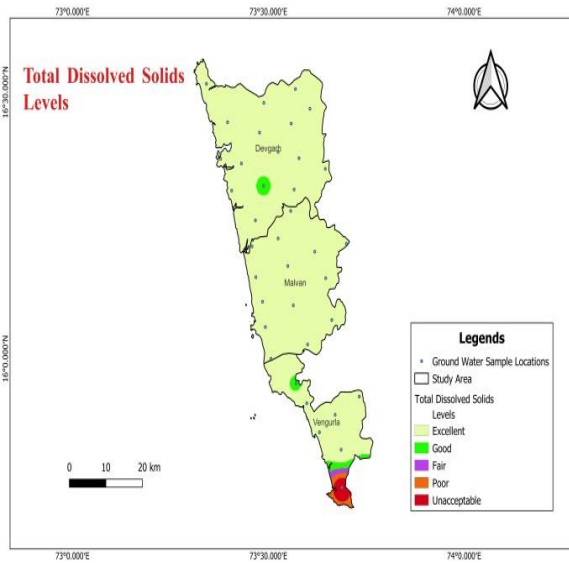 73°0.000'E 73°30.000'E 74°0.000'E
Total Dissolved Solids
Levels
16°30.000'N
Devgarh
Malvan
16°0.000'N
Vengurla
0 10 20 km
Legends
Ground Water Sample Locations
Study Area
Total Dissolved Solids
Levels
Excellent
Good
Fair
Poor
Unacceptable
73°0.000'E 73°30.000'E 74°0.000'E